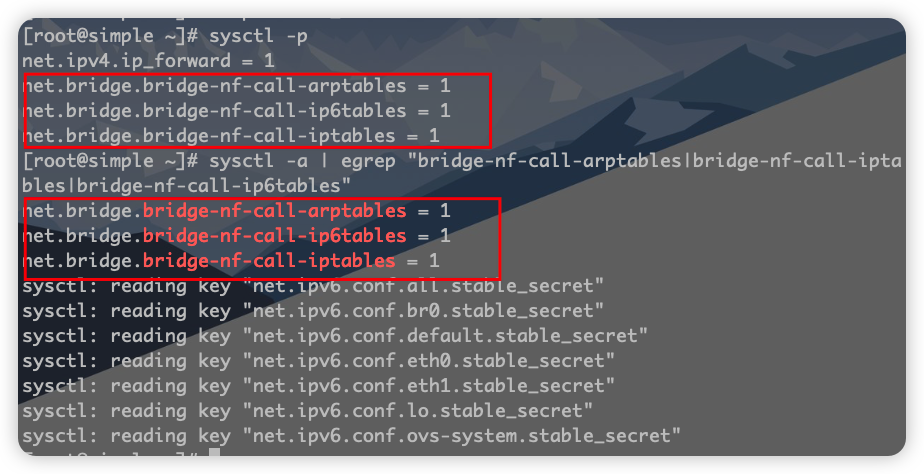 [root@simple ~]# sysctl -p
net.ipv4.ip_forward = 1
net.bridge.bridge-nf-call-arptables = 1
net.bridge.bridge-nf-call-ip6tables = 1
net.bridge.bridge-nf-call-iptables = 1
[root@simple ~]# sysctl -a | egrep "bridge-nf-call-arptables|bridge-nf-call-ipta
bles|bridge-nf-call-ip6tables"
net.bridge.bridge-nf-call-arptables = 1
net.bridge.bridge-nf-call-ip6tables = 1
net.bridge.bridge-nf-call-iptables = 1
sysctl: reading key "net.ipv6.conf.all.stable_secret"
sysctl: reading key "net.ipv6.conf.br0.stable_secret"
sysctl: reading key "net.ipv6.conf.default.stable_secret"
sysctl: reading key "net.ipv6.conf.eth0.stable_secret"
sysctl: reading key "net.ipv6.conf.eth1.stable_secret"
sysctl: reading key "net.ipv6.conf.lo.stable_secret"
sysctl: reading key "net.ipv6.conf.ovs-system.stable_secret"